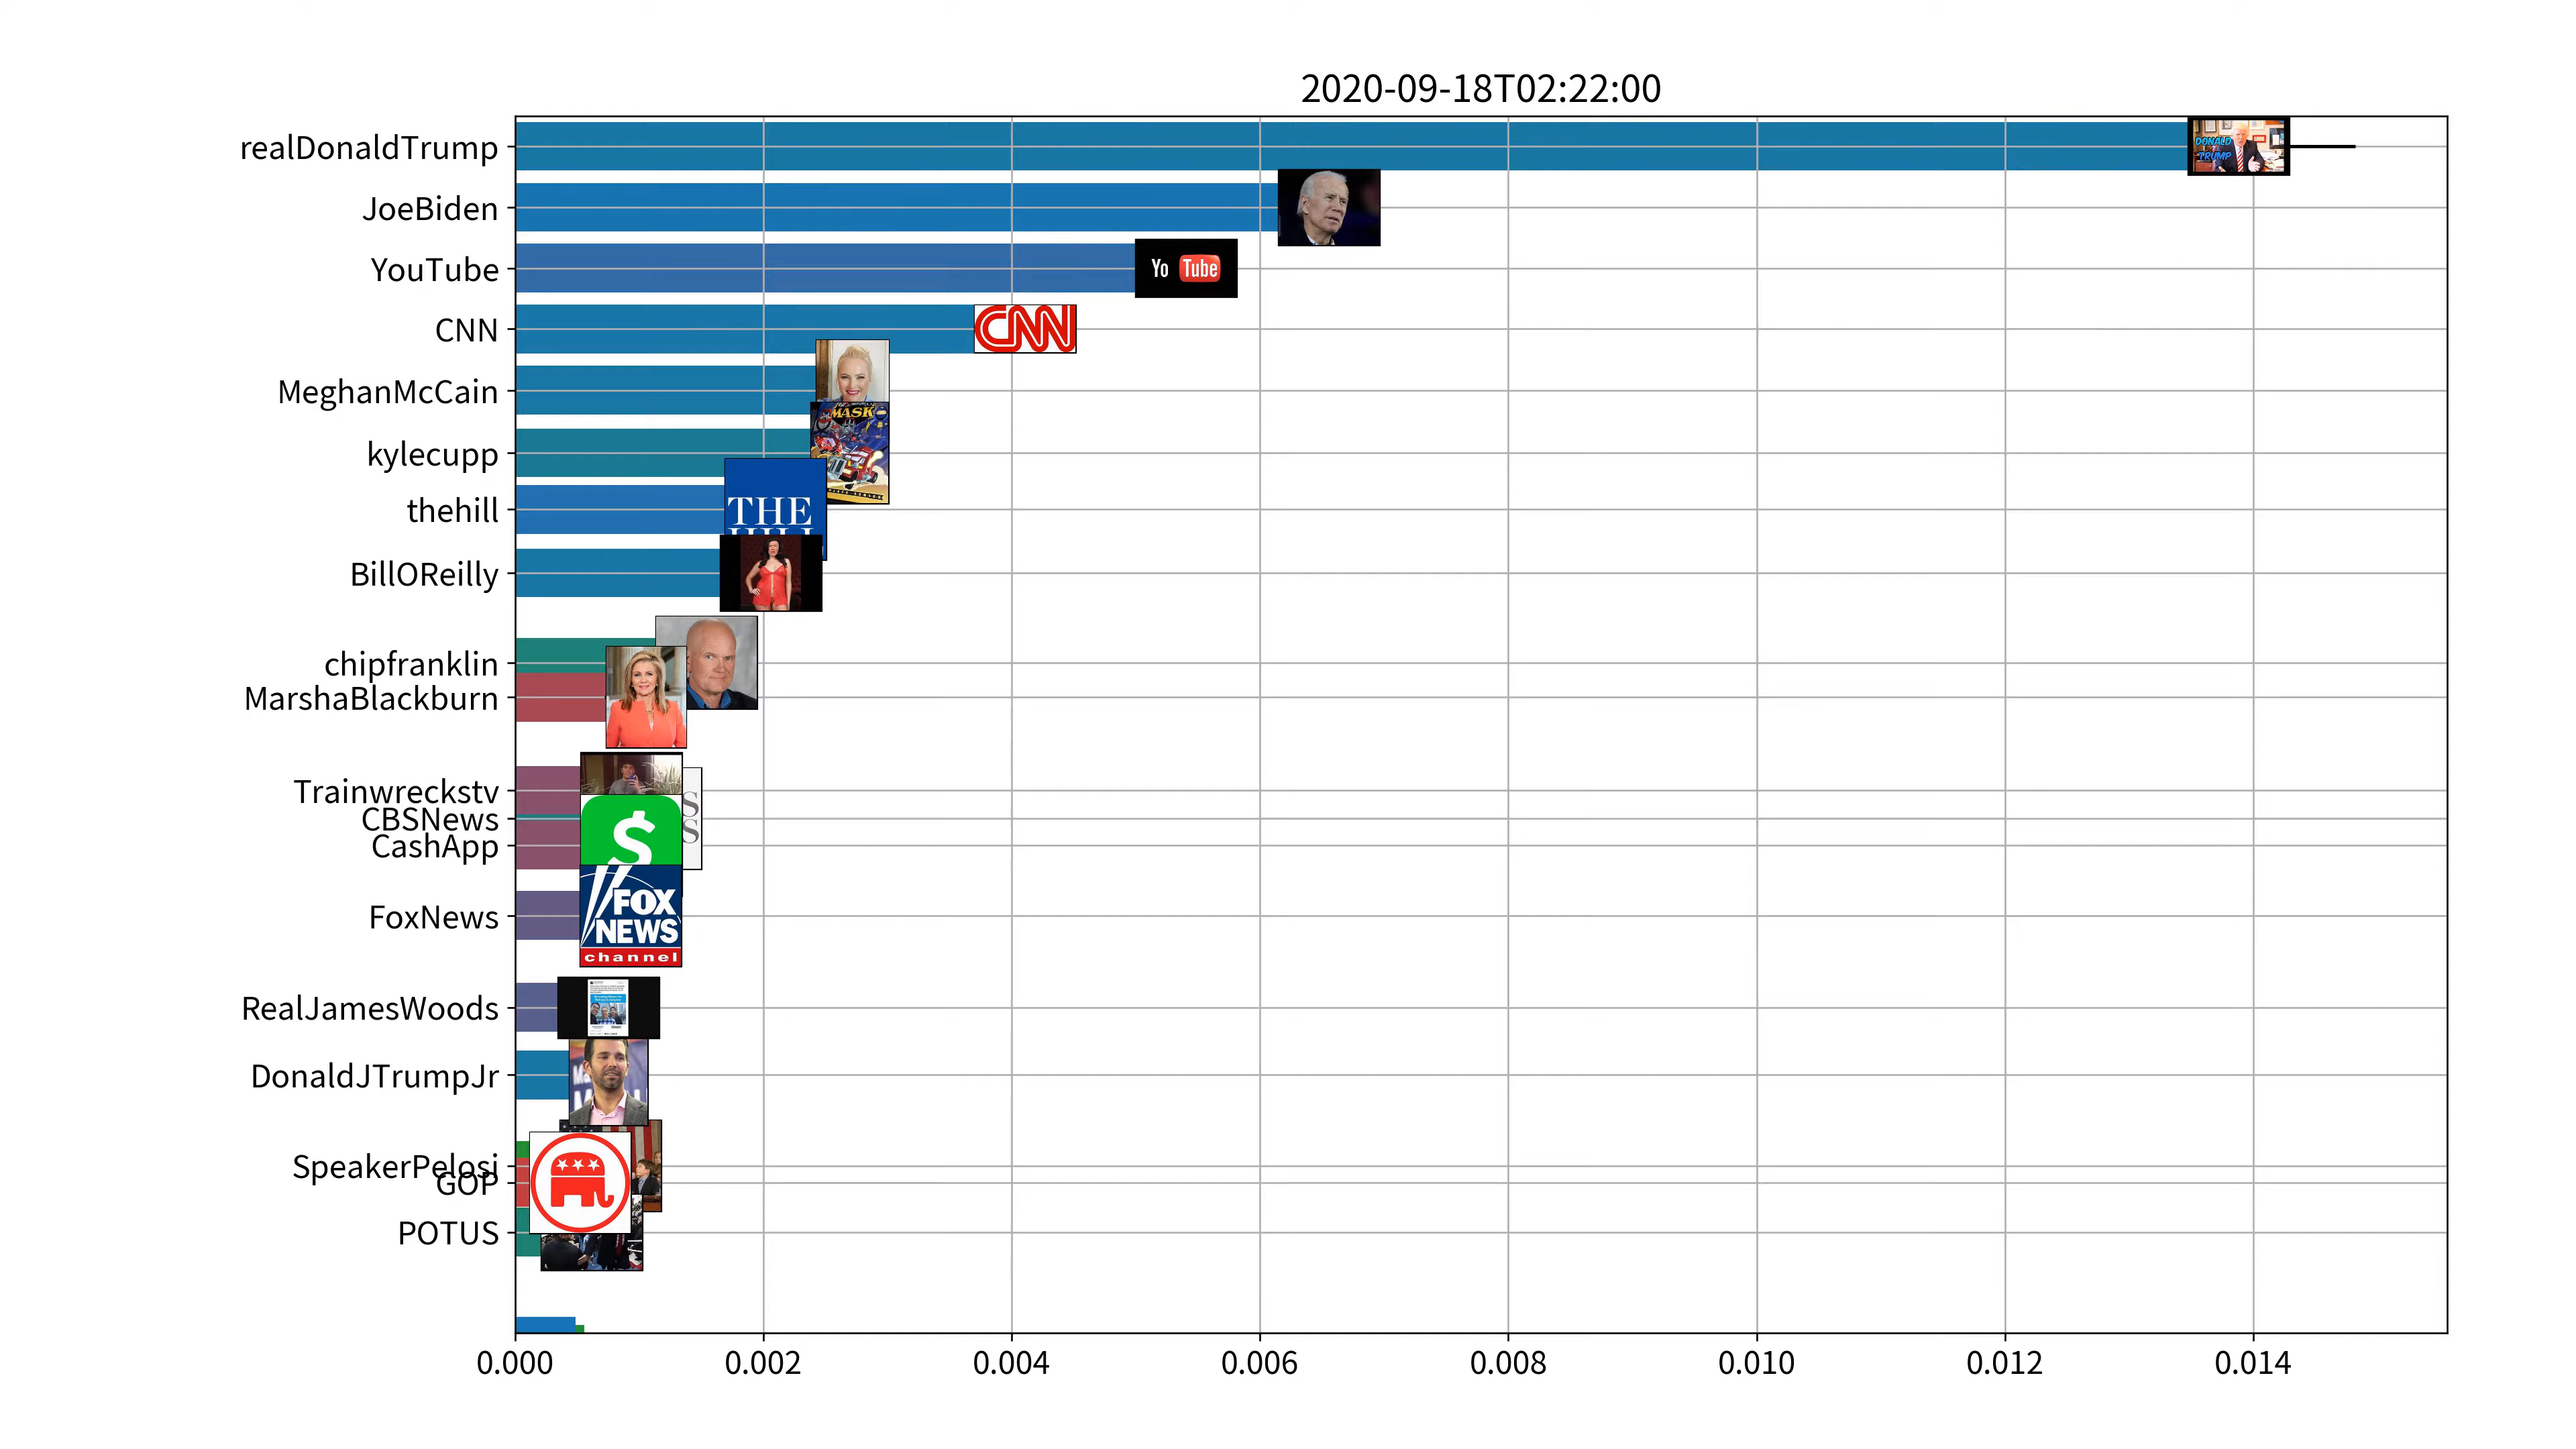 2020-09-18T02:22:00
realDonaldTrump
DONALD
TRUMP
JoeBiden
YouTube
Yo Tube
CNN
CNN
MeghanMcCain
MASK
kylecupp
thehill
THE
BillOReilly
chipfranklin
MarshaBlackburn
Trainwreckstv
CBSNews
S
S
CashApp
$
FoxNews
FOX
NEWS
channel
RealJamesWoods
DonaldJTrumpJr
SpeakerPelosi
GOP
POTUS
0.000 0.002 0.004 0.006 0.008 0.010 0.012 0.014